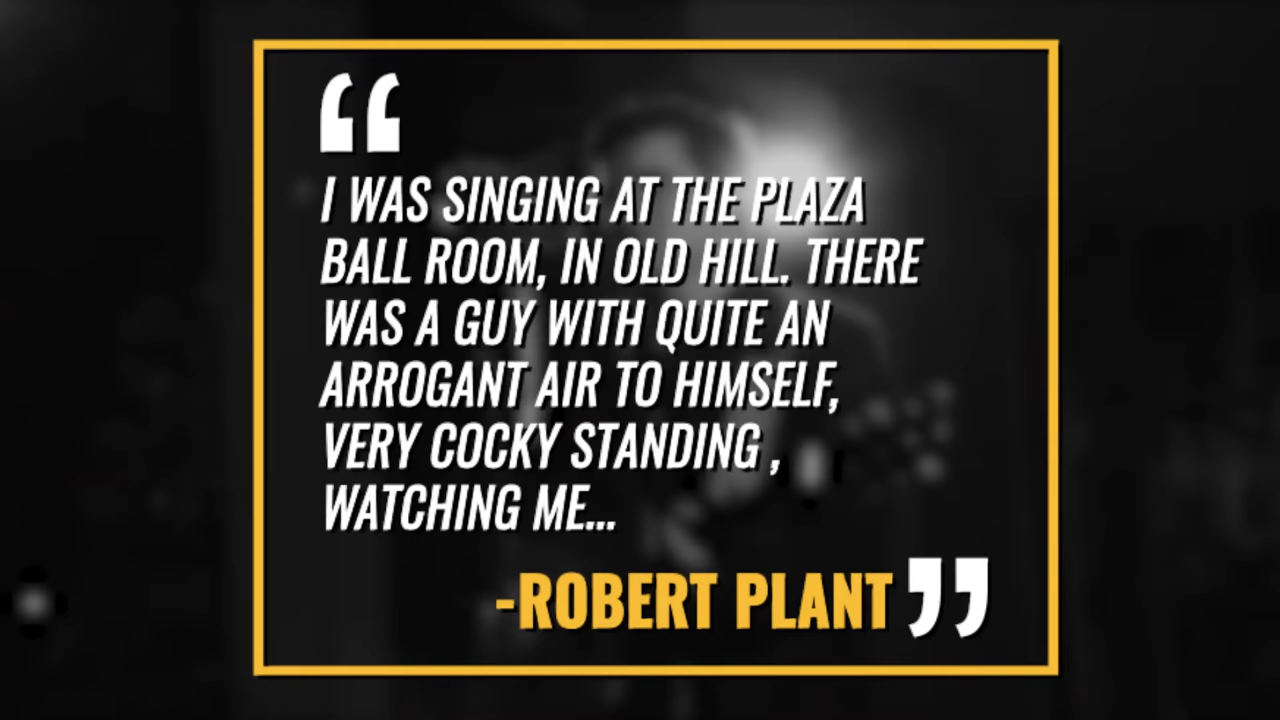 “
I WAS SINGING AT THE PLAZA
BALL ROOM, IN OLD HILL. THERE
WAS A GUY WITH QUITE AN
ARROGANT AIR TO HIMSELF,
VERY COCKY STANDING ,
WATCHING ME...
-ROBERT PLANT ”